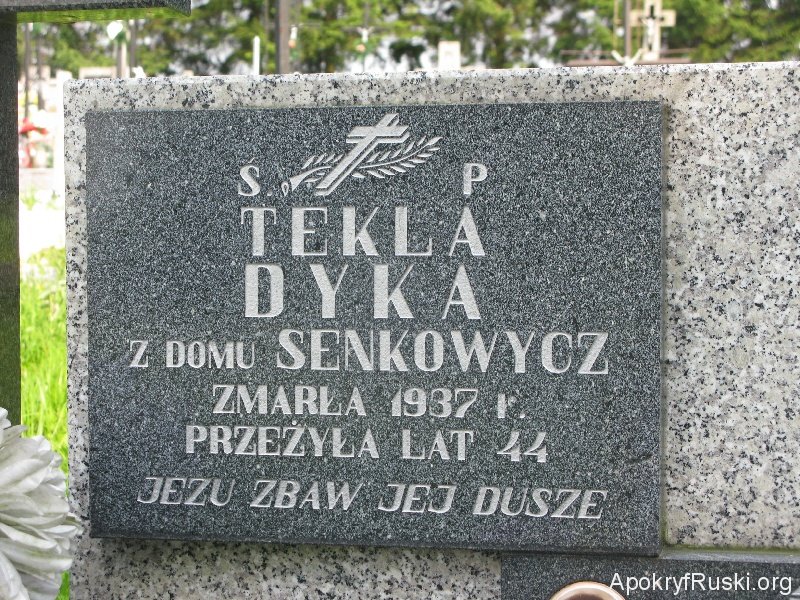 Ś. P
TEKLA
DYKA
Z DOMU SENKOWYCZ
ZMARŁA 1937 r.
PRZEŻYŁA LAT 44
JEZU ZBAW JEJ DUSZE
ApokryfRuski.org